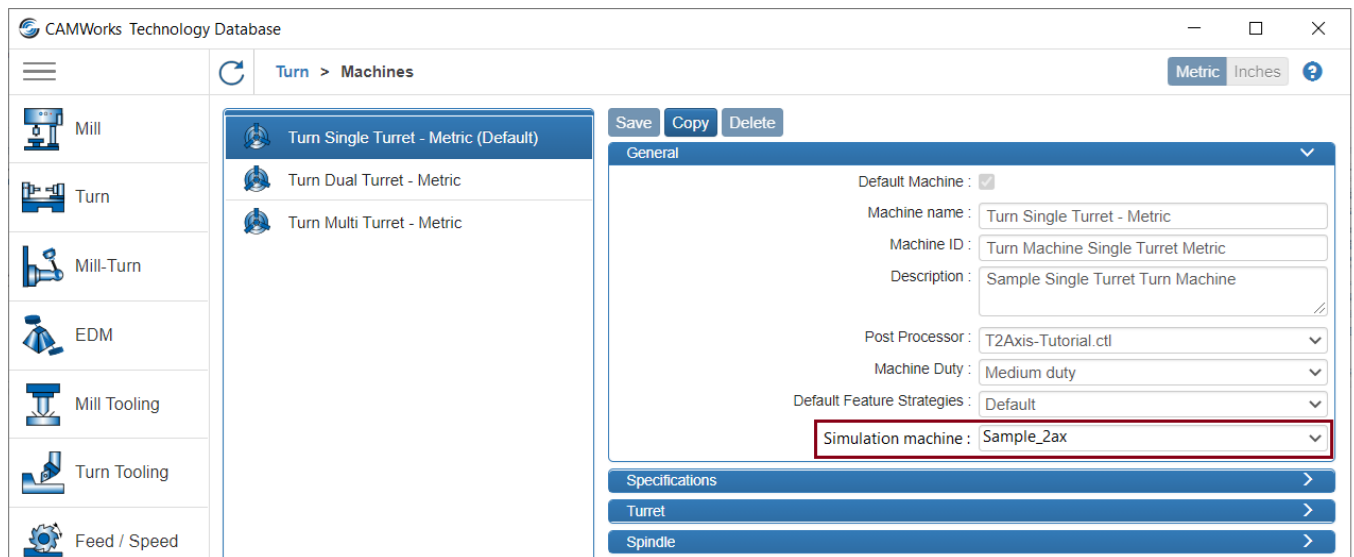 CAMWorks Technology Database
Turn > Machines
Metric Inches
?
Mill
Turn
Mill-Turn
EDM
Mill Tooling
Turn Tooling
Feed / Speed
Turn Single Turret - Metric (Default)
Turn Dual Turret - Metric
Turn Multi Turret - Metric
Save Copy Delete
General
Default Machine :
Machine name : Turn Single Turret - Metric
Machine ID : Turn Machine Single Turret Metric
Description : Sample Single Turret Turn Machine
Post Processor : T2Axis-Tutorial.ctl
Machine Duty : Medium duty
Default Feature Strategies : Default
Simulation machine : Sample_2ax
Specifications
Turret
Spindle